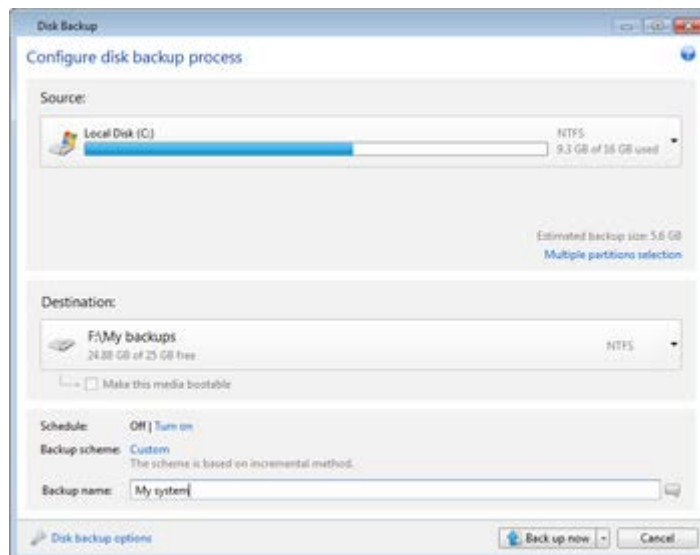 Disk Backup
Configure disk backup process
Source:
Local Disk (C:)
NTFS
9.3 GB of 16 GB used
Estimated backup size: 5.6 GB
Multiple partitions selection
Destination:
F:\My backups
24.88 GB of 25 GB free
NTFS
Make this media bootable
Schedule: Off | Turn on
Backup scheme: Custom
The scheme is based on incremental method.
Backup name: My system
Disk backup options
Back up now
Cancel